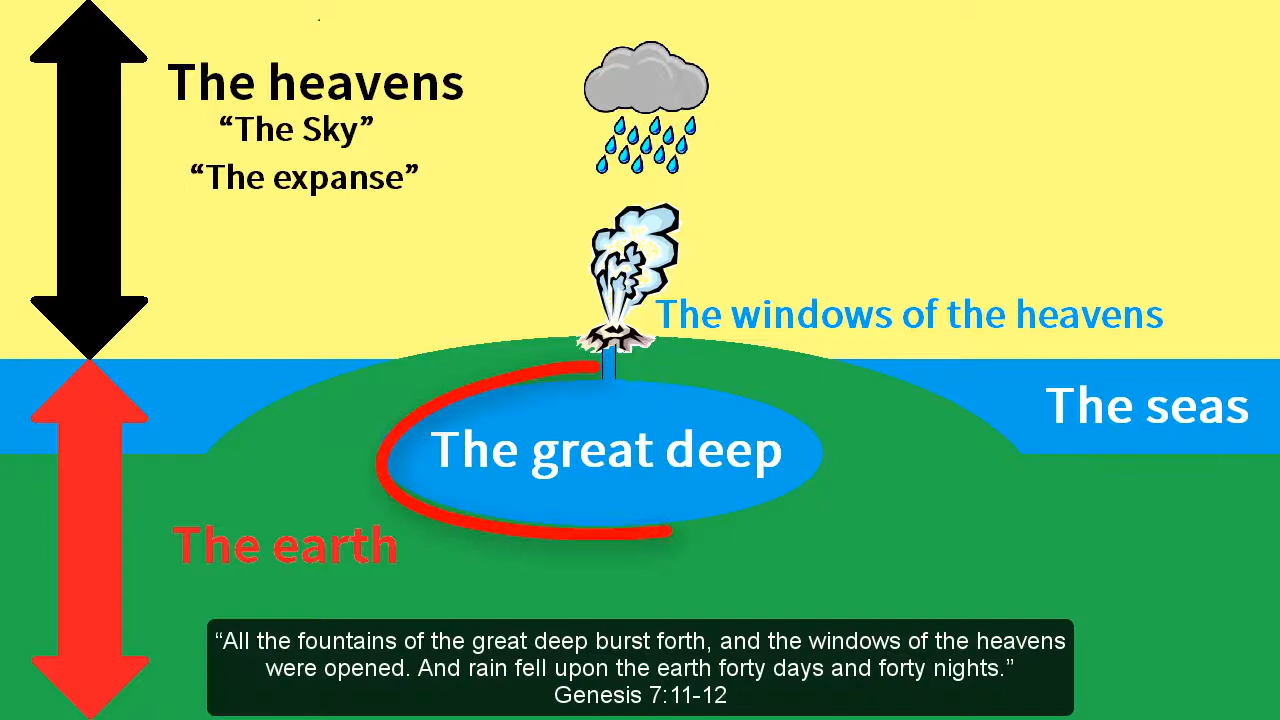 The heavens
“The Sky”
“The expanse”
The windows of the heavens
The seas
The great deep
The earth
“All the fountains of the great deep burst forth, and the windows of the heavens
were opened. And rain fell upon the earth forty days and forty nights.”
Genesis 7:11-12